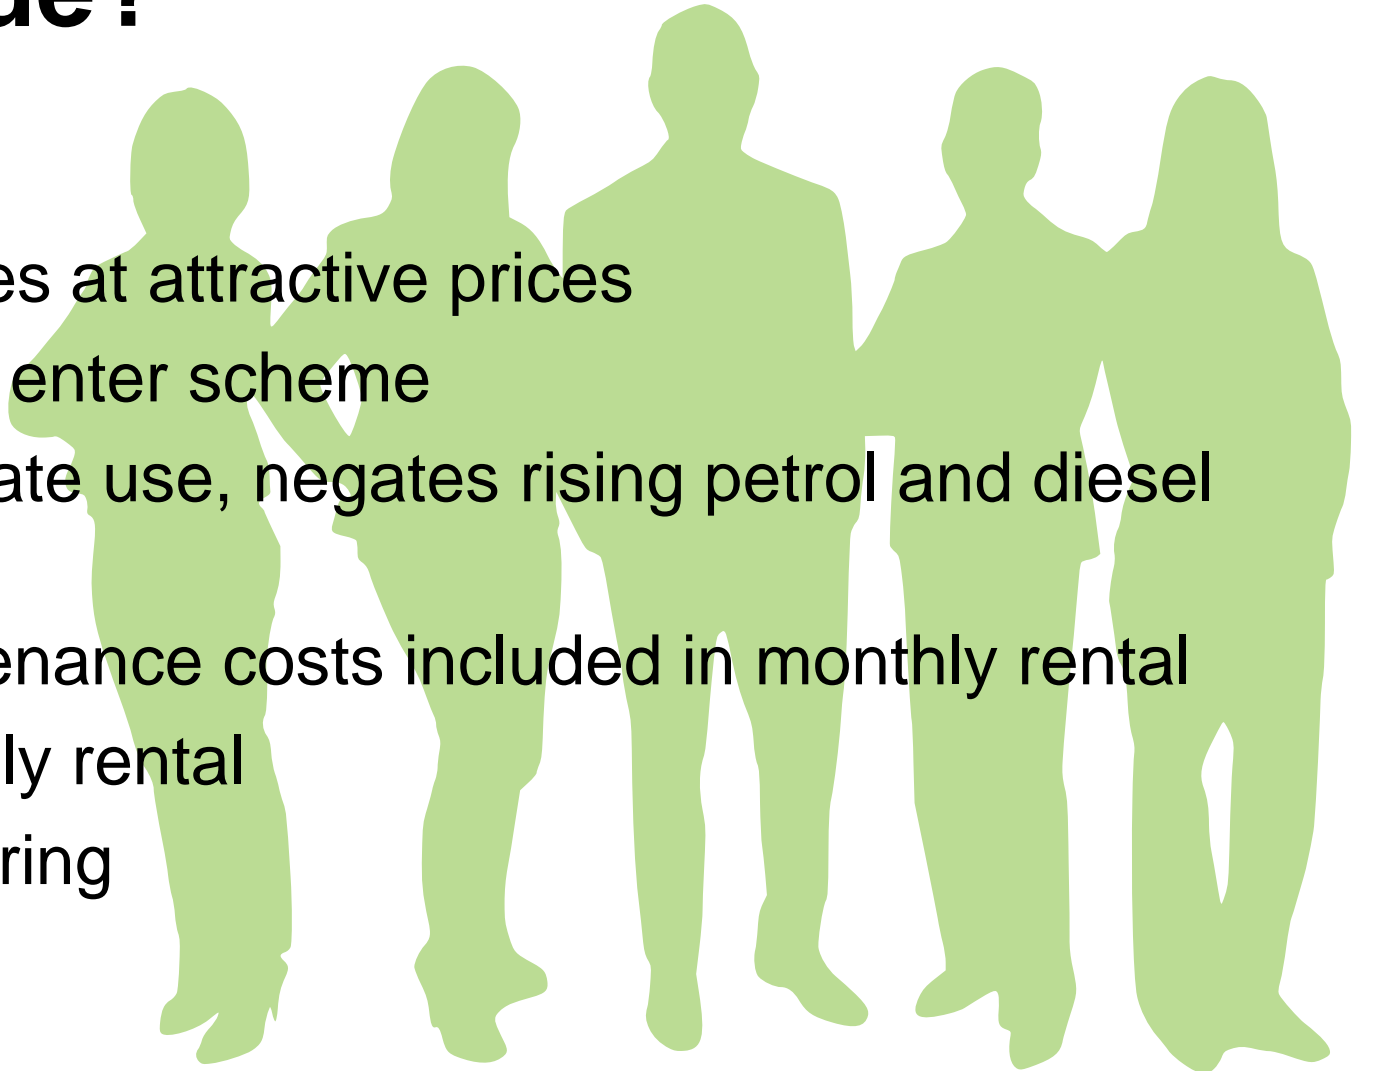 es at attractive prices
enter scheme
ate use, negates rising petrol and diesel
enance costs included in monthly rental
ly rental
ring